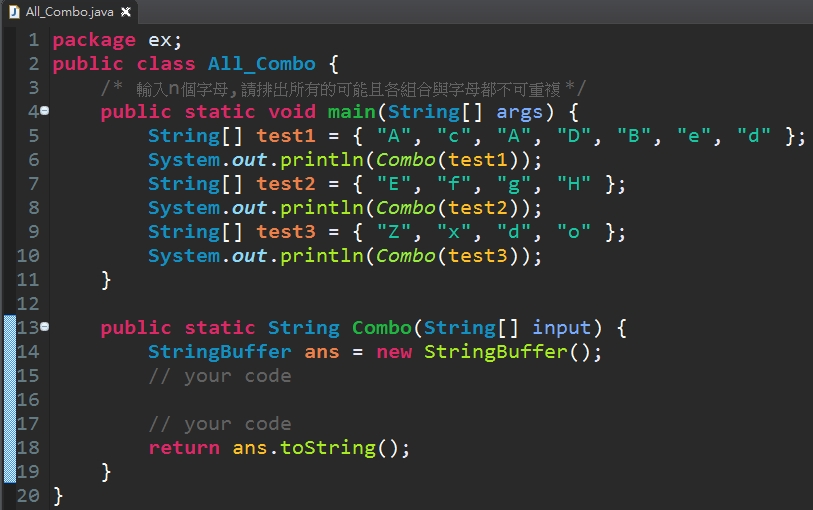 All_Combo.java
1 package ex;
2 public class All_Combo {
3 /* 輸入n個字母,請排出所有的可能且各組合與字母都不可重複*/
4 public static void main(String[] args) {
5 String[] test1 = { "A", "c", "A", "D", "B", "e", "d" };
6 System.out.println(Combo(test1));
7 String[] test2 = { "E", "f", "g", "H" };
8 System.out.println(Combo(test2));
9 String[] test3 = { "Z", "x", "d", "o" };
10 System.out.println(Combo(test3));
11 }
12
13 public static String Combo(String[] input) {
14 StringBuffer ans = new StringBuffer();
15 // your code
16
17 // your code
18 return ans.toString();
19 }
20 }